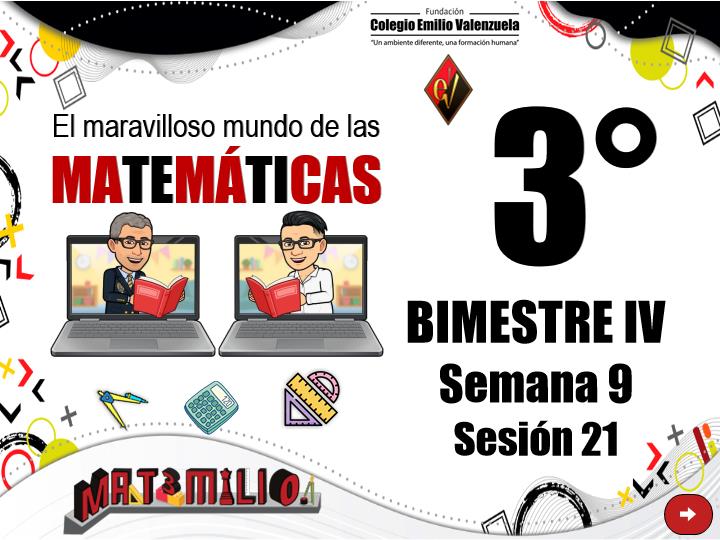 Fundación
Colegio Emilio Valenzuela
"Un ambiente diferente, una formación humana"
El maravilloso mundo de las
MATEMÁTICAS
3°
BIMESTRE IV
Semana 9
Sesión 21
MAT3MILIO.